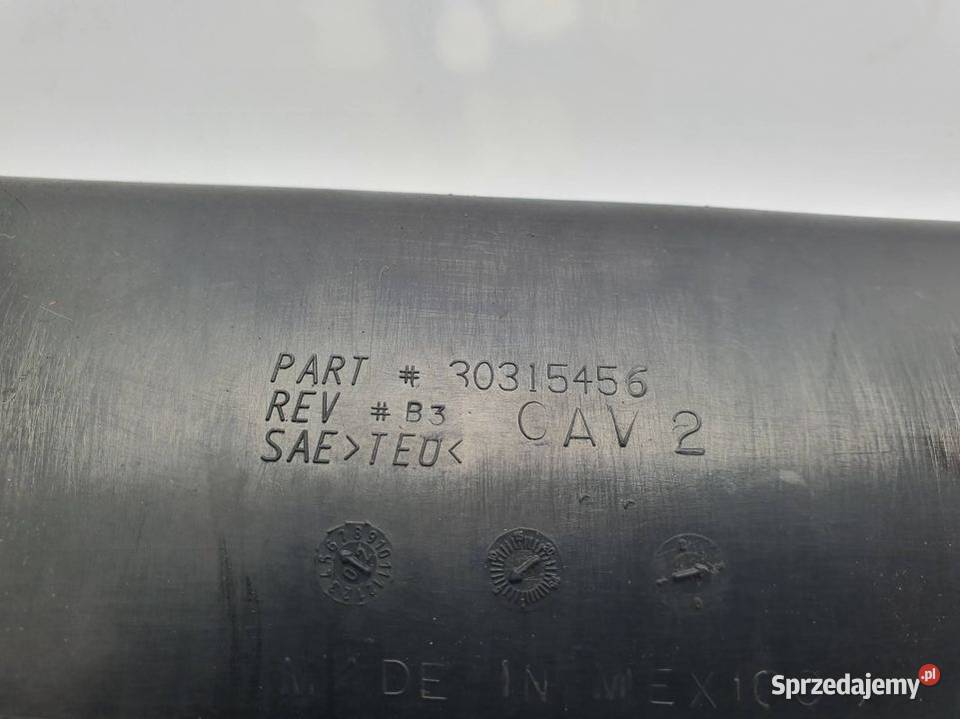 PART # 30315456
REV # B3 CAV 2
SAE>TEO<
MADE IN MEXICO
Sprzedajemy.pl